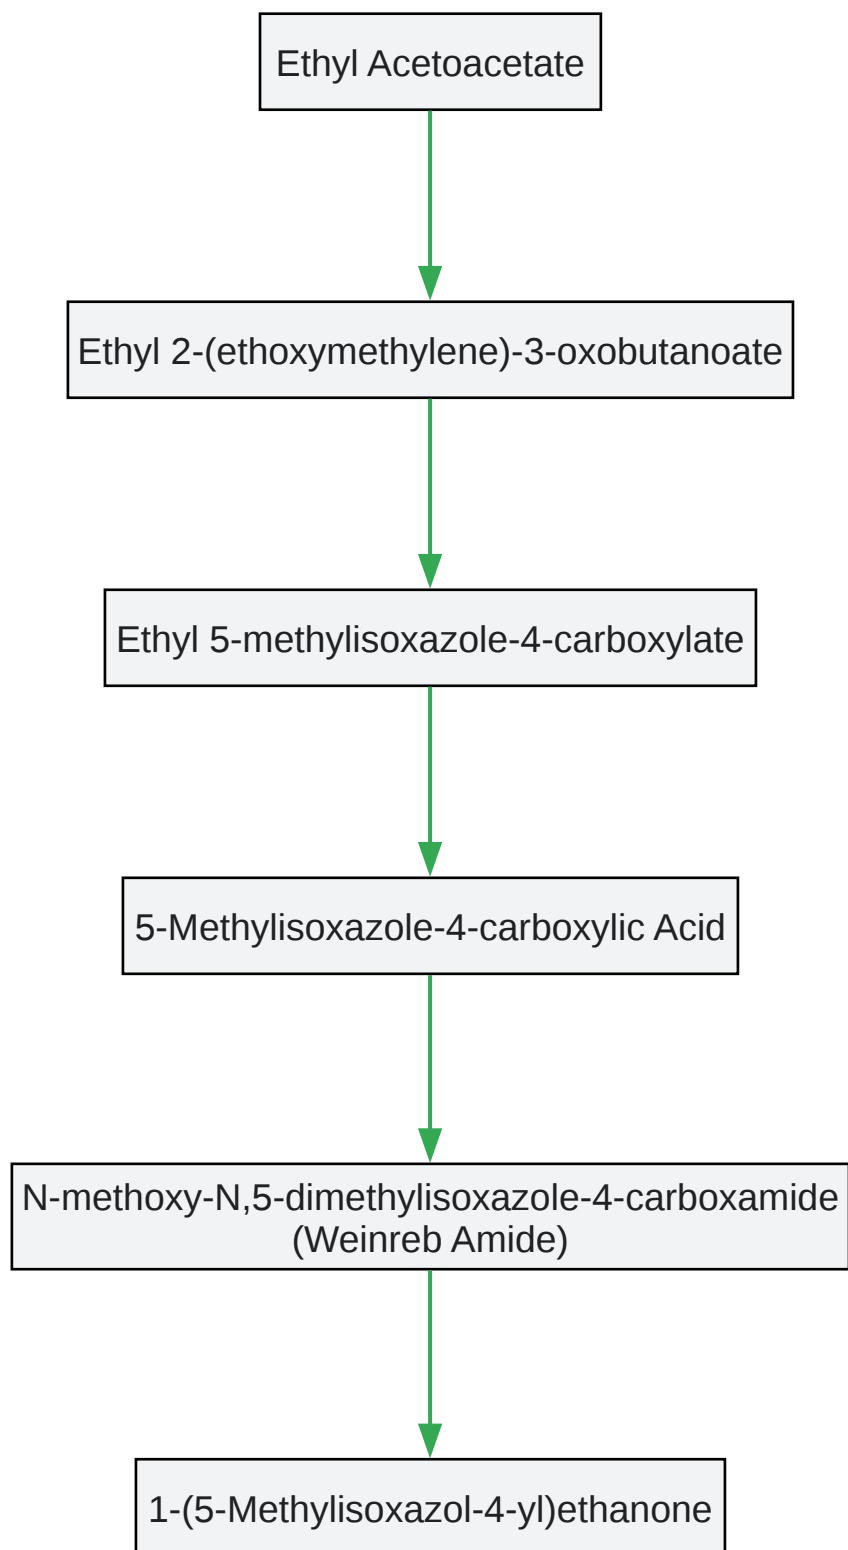 Ethyl Acetoacetate
Ethyl 2-(ethoxymethylene)-3-oxobutanoate
Ethyl 5-methylisoxazole-4-carboxylate
5-Methylisoxazole-4-carboxylic Acid
N-methoxy-N,5-dimethylisoxazole-4-carboxamide
(Weinreb Amide)
1-(5-Methylisoxazol-4-yl)ethanone